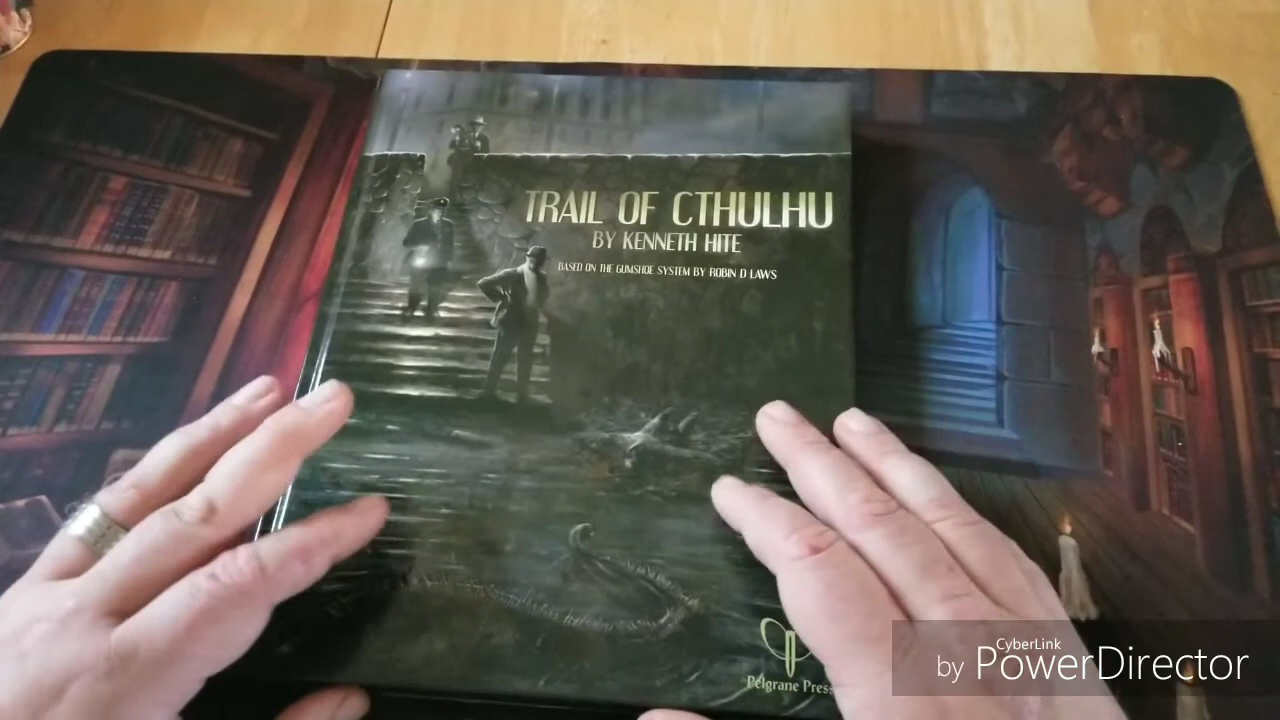 TRAIL OF CTHULHU
BY KENNETH HITE
BASED ON THE GUMSHOE SYSTEM BY ROBIN D LAWS
Pelgrane Press
CyberLink
by PowerDirector